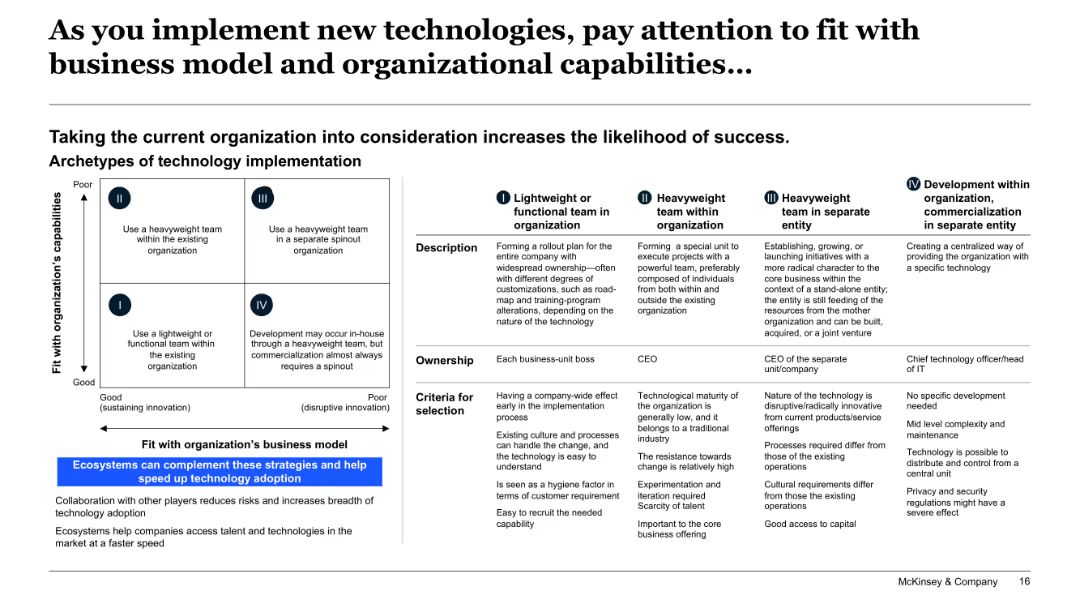 As you implement new technologies, pay attention to fit with
business model and organizational capabilities...
Taking the current organization into consideration increases the likelihood of success.
Archetypes of technology implementation
Poor
Fit with organization's capabilities
Good
II
Use a heavyweight team
within the existing
organization
III
Use a heavyweight team
in a separate spinout
organization
I
Use a lightweight or
functional team within
the existing
organization
IV
Development may occur in-house
through a heavyweight team, but
commercialization almost always
requires a spinout
Good
(sustaining innovation)
Poor
(disruptive innovation)
Fit with organization's business model
Ecosystems can complement these strategies and help
speed up technology adoption
Collaboration with other players reduces risks and increases breadth of
technology adoption
Ecosystems help companies access talent and technologies in the
market at a faster speed
I Lightweight or
functional team in
organization
II Heavyweight
team within
organization
III Heavyweight
team in separate
entity
IV Development within
organization,
commercialization
in separate entity
Description
Forming a rollout plan for the
entire company with
widespread ownership—often
with different degrees of
customizations, such as road-
map and training-program
alterations, depending on the
nature of the technology
Forming a special unit to
execute projects with a
powerful team, preferably
composed of individuals
from both within and
outside the existing
organization
Establishing, growing, or
launching initiatives with a
more radical character to the
core business within the
context of a stand-alone entity;
the entity is still feeding of the
resources from the mother
organization and can be built,
acquired, or a joint venture
Creating a centralized way of
providing the organization with
a specific technology
Ownership
Each business-unit boss
CEO
CEO of the separate
unit/company
Chief technology officer/head
of IT
Criteria for
selection
Having a company-wide effect
early in the implementation
process
Existing culture and processes
can handle the change, and
the technology is easy to
understand
Is seen as a hygiene factor in
terms of customer requirement
Easy to recruit the needed
capability
Technological maturity of
the organization is
generally low, and it
belongs to a traditional
industry
The resistance towards
change is relatively high
Experimentation and
iteration required
Scarcity of talent
Important to the core
business offering
Nature of the technology is
disruptive/radically innovative
from current products/service
offerings
Processes required differ from
those of the existing
operations
Cultural requirements differ
from those the existing
operations
Good access to capital
No specific development
needed
Mid level complexity and
maintenance
Technology is possible to
distribute and control from a
central unit
Privacy and security
regulations might have a
severe effect
McKinsey & Company 16